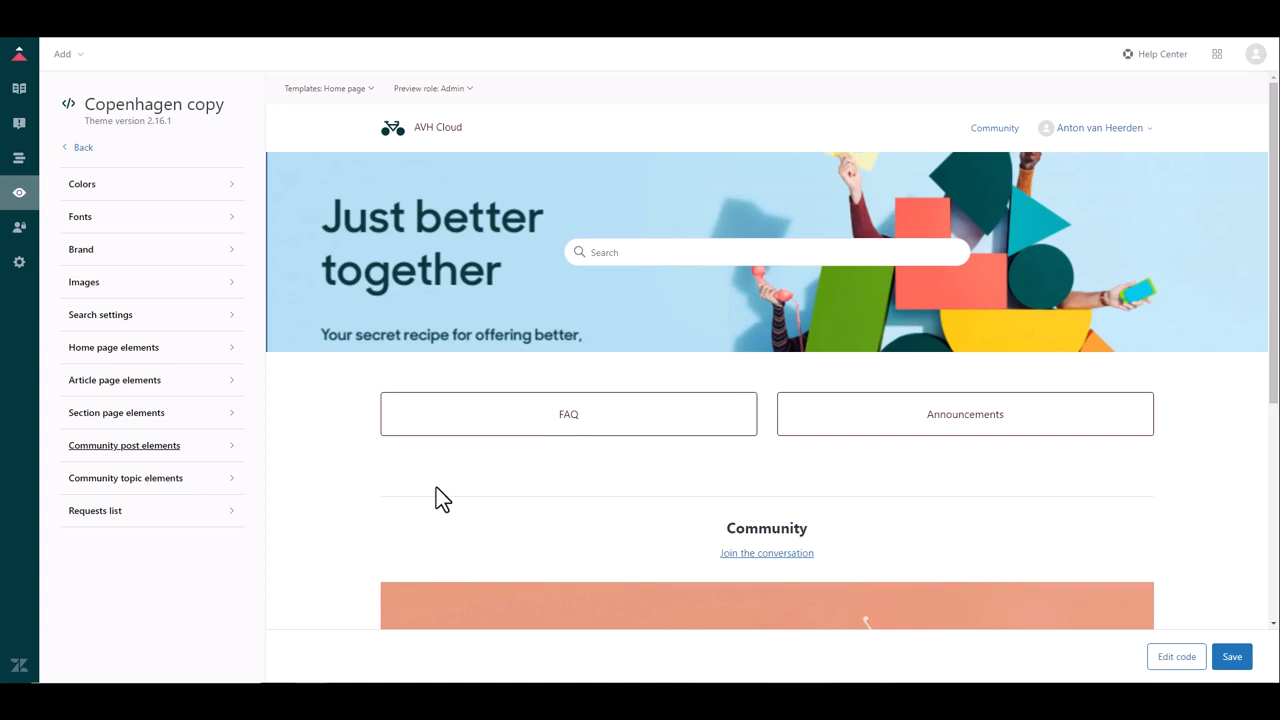 Add
Help Center
Copenhagen copy
Theme version 2.16.1
Back
Colors
Fonts
Brand
Images
Search settings
Home page elements
Article page elements
Section page elements
Community post elements
Community topic elements
Requests list
Templates: Home page
Preview role: Admin
AVH Cloud
Community
Anton van Heerden
Just better
together
Search
Your secret recipe for offering better,
FAQ
Announcements
Community
Join the conversation
Edit code
Save